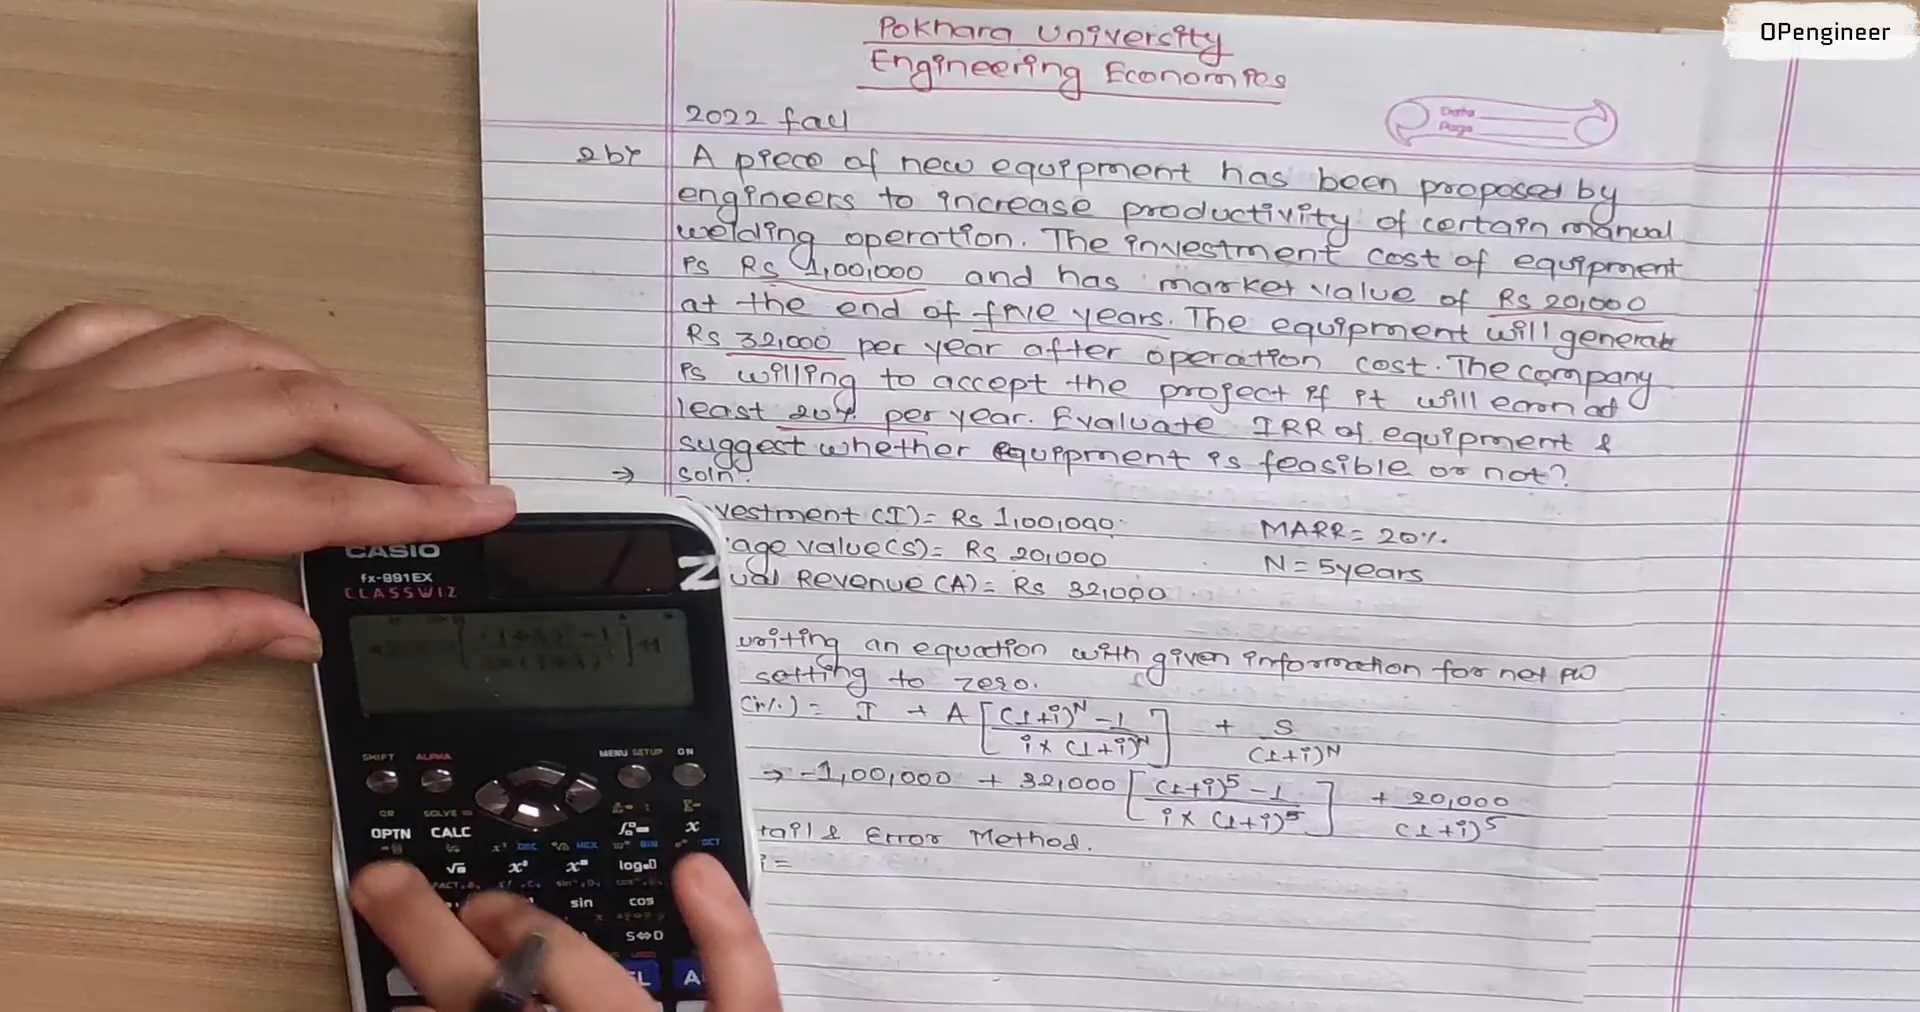 OPengineer
Pokhara University
Engineering Economics
Date
Page
2022 fall
2 b)
A piece of new equipment has been proposed by
engineers to increase productivity of certain manual
welding operation. The investment cost of equipment
is Rs 1,00,000 and has market value of Rs 20,000
at the end of five years. The equipment will generate
Rs 32,000 per year after operation cost. The company
is willing to accept the project if it will earn at
least 20% per year. Evaluate IRR of equipment &
suggest whether equipment is feasible or not?
→ Soln:
vestment (I) = Rs 1,00,000 MARR = 20%
age value(s) = Rs 20,000 N = 5years
ual Revenue (A) = Rs 32,000
writing an equation with given information for net PW
setting to zero.
(i%) = I + A [(1+i)^N - 1 / i × (1+i)^N] + S / (1+i)^N
→ -1,00,000 + 32,000 [(1+i)^5 - 1 / i × (1+i)^5] + 20,000 / (1+i)^5
tail & Error Method.
i =
CASIO
fx-991EX
CLASSWIZ
N
SHIFT ALPHA MENU SETUP ON
SOLVE =
OPTN CALC x
√ x² log
sin cos
S⇔D